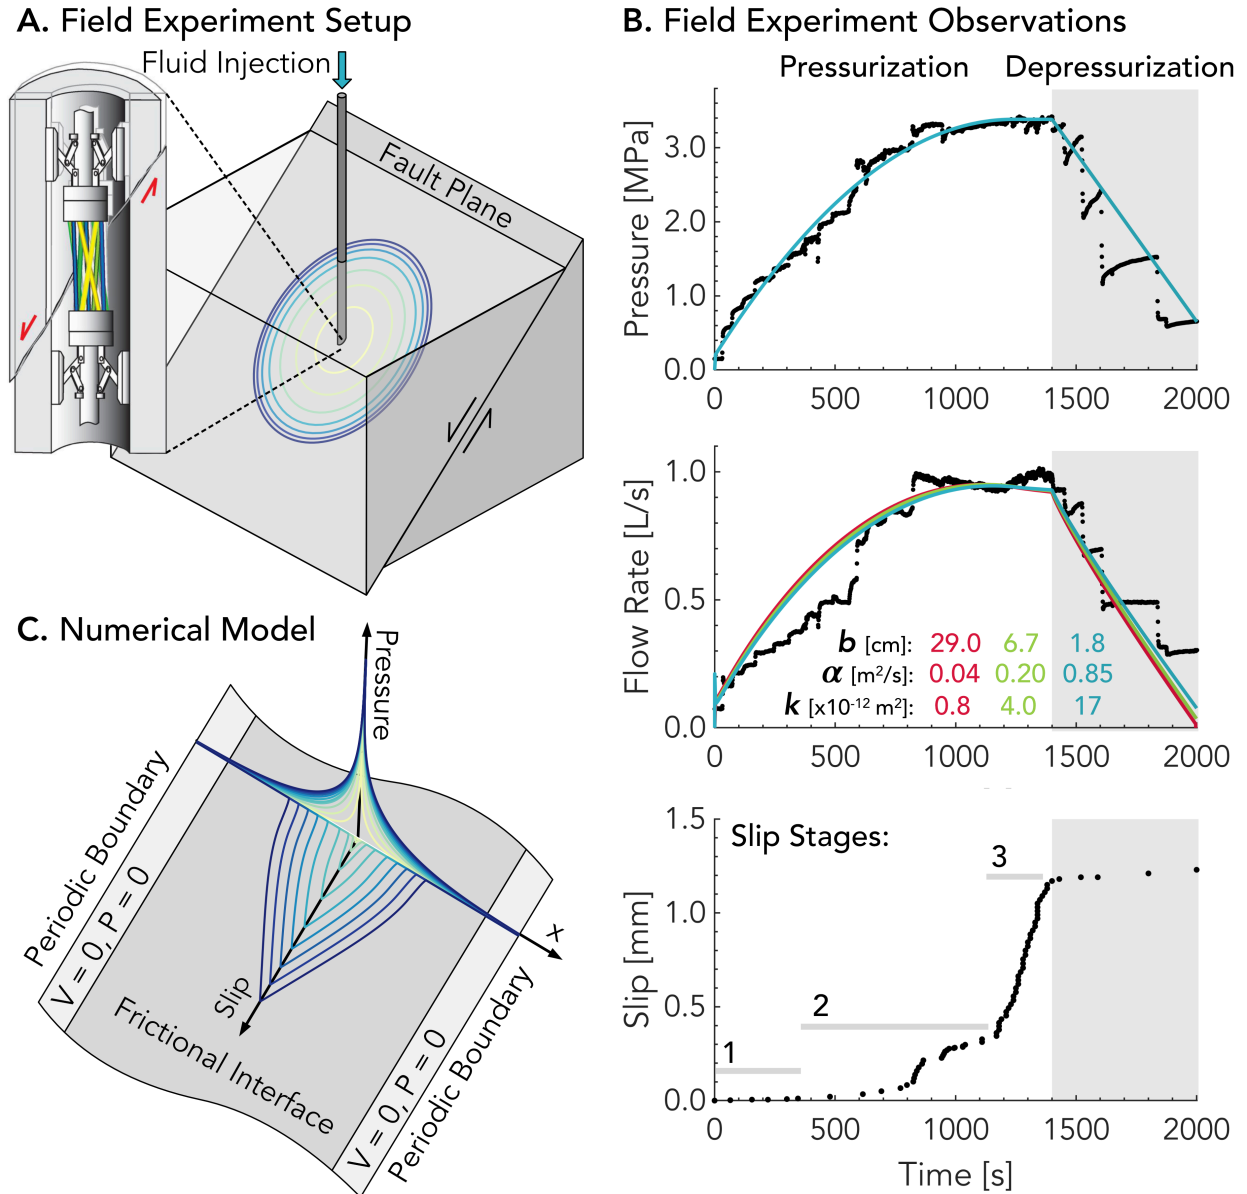 A. Field Experiment Setup
Fluid Injection
Fault Plane
B. Field Experiment Observations
Pressurization Depressurization
Pressure [MPa]
3.0
2.0
1.0
0.0
0 500 1000 1500 2000
Flow Rate [L/s]
1.0
0.5
0.0
b [cm]: 29.0 6.7 1.8
α [m²/s]: 0.04 0.20 0.85
k [x10⁻¹² m²]: 0.8 4.0 17
0 500 1000 1500 2000
Slip [mm]
1.5
1.0
0.5
0.0
Slip Stages:
1
2
3
0 500 1000 1500 2000
Time [s]
C. Numerical Model
Pressure
x
Slip
Periodic Boundary
V = 0, P = 0
Frictional Interface
V = 0, P = 0
Periodic Boundary